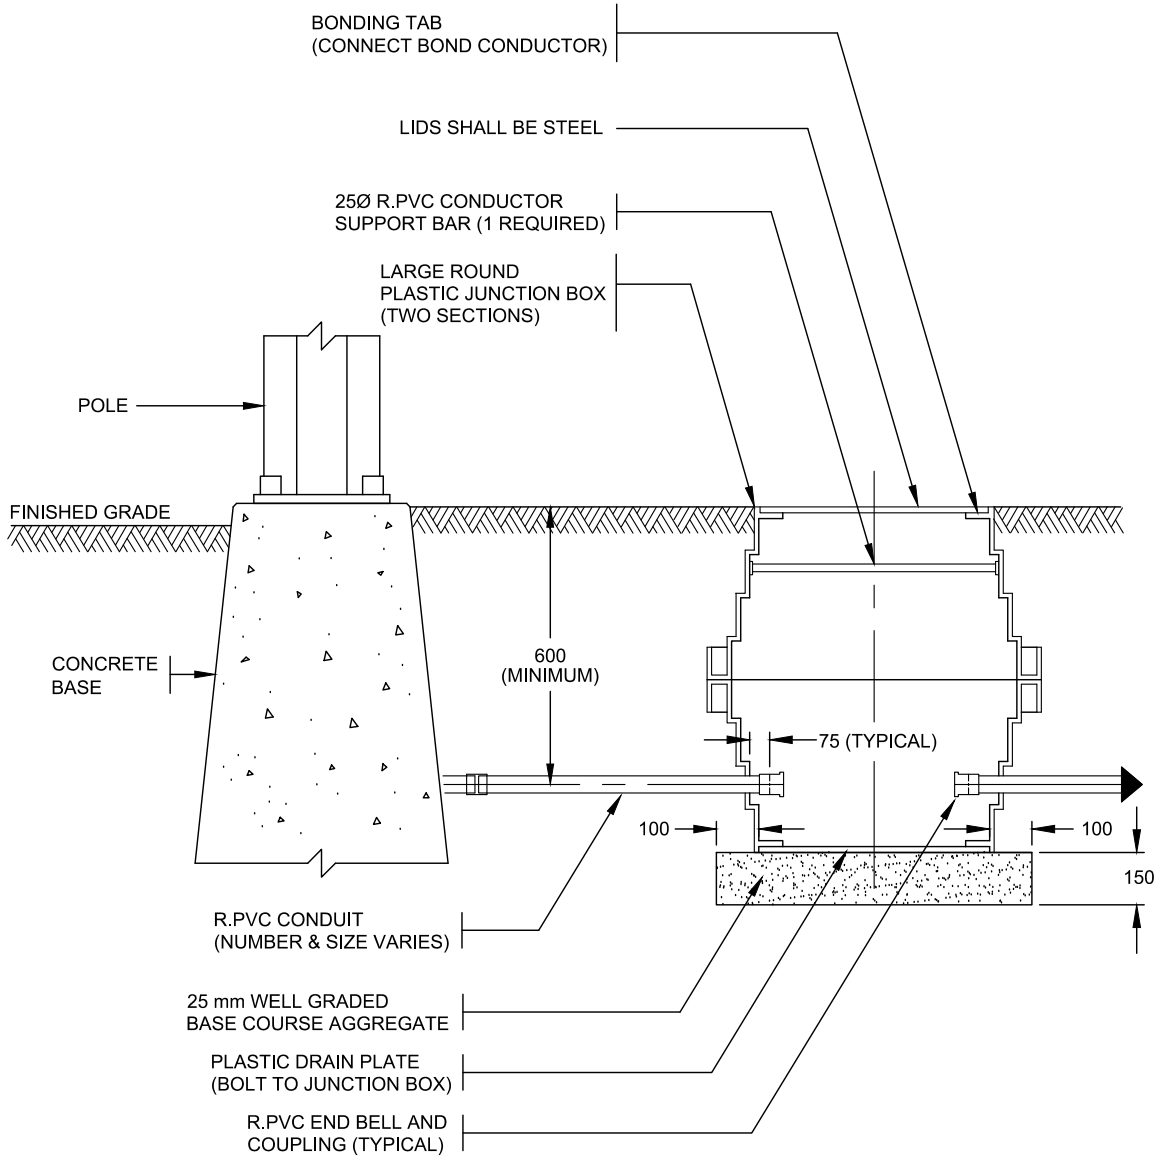 BONDING TAB
(CONNECT BOND CONDUCTOR)
LIDS SHALL BE STEEL
25Ø R.PVC CONDUCTOR
SUPPORT BAR (1 REQUIRED)
LARGE ROUND
PLASTIC JUNCTION BOX
(TWO SECTIONS)
POLE
FINISHED GRADE
CONCRETE
BASE
600
(MINIMUM)
75 (TYPICAL)
100
100
150
R.PVC CONDUIT
(NUMBER & SIZE VARIES)
25 mm WELL GRADED
BASE COURSE AGGREGATE
PLASTIC DRAIN PLATE
(BOLT TO JUNCTION BOX)
R.PVC END BELL AND
COUPLING (TYPICAL)